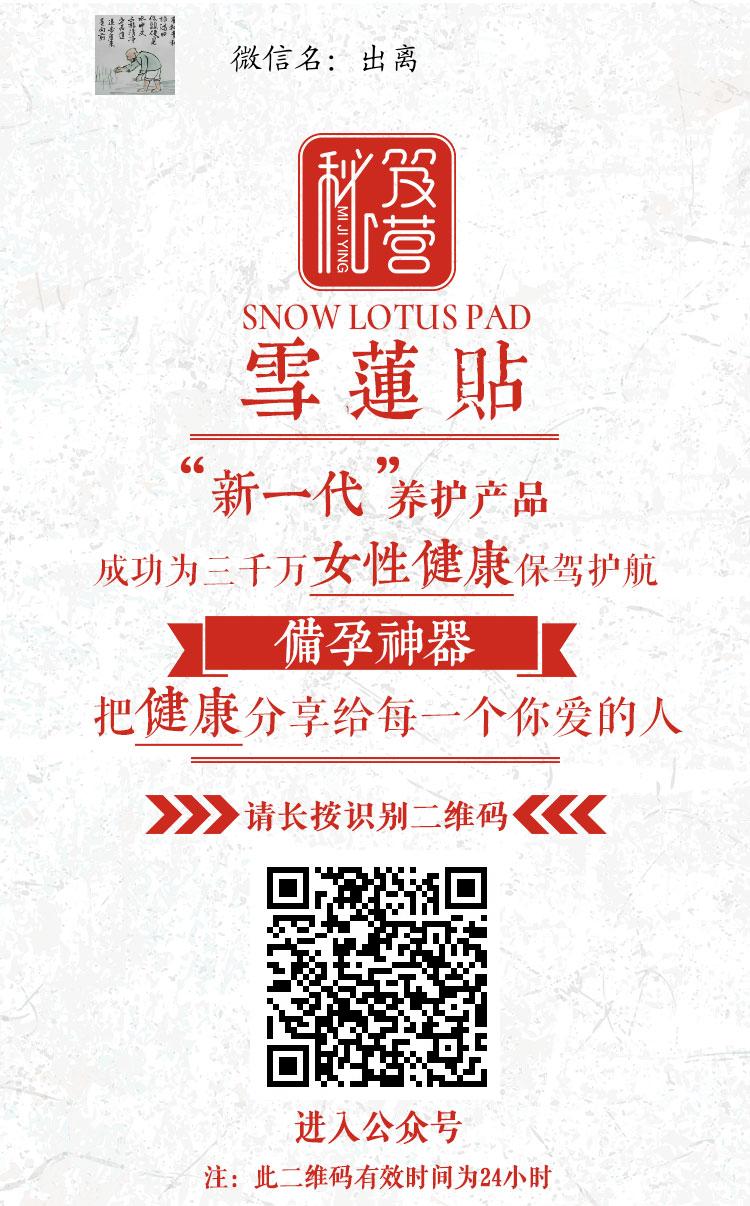 微信名：出离
秘笈营
MI JI YING
SNOW LOTUS PAD
雪蓮貼
“新一代”养护产品
成功为三千万女性健康保驾护航
備孕神器
把健康分享给每一个你爱的人
请长按识别二维码
进入公众号
注：此二维码有效时间为24小时